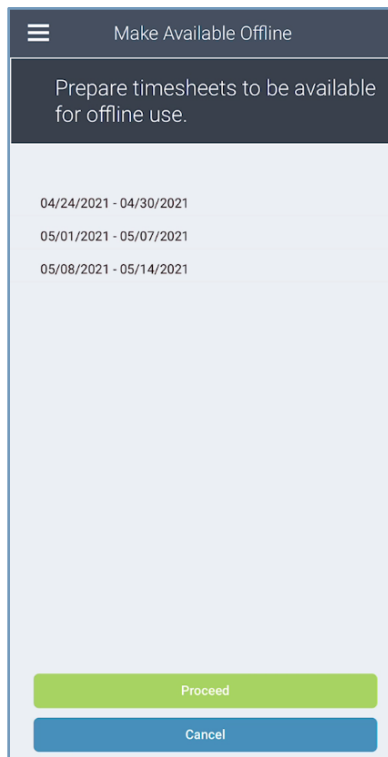 Make Available Offline
Prepare timesheets to be available
for offline use.
04/24/2021 - 04/30/2021
05/01/2021 - 05/07/2021
05/08/2021 - 05/14/2021
Proceed
Cancel